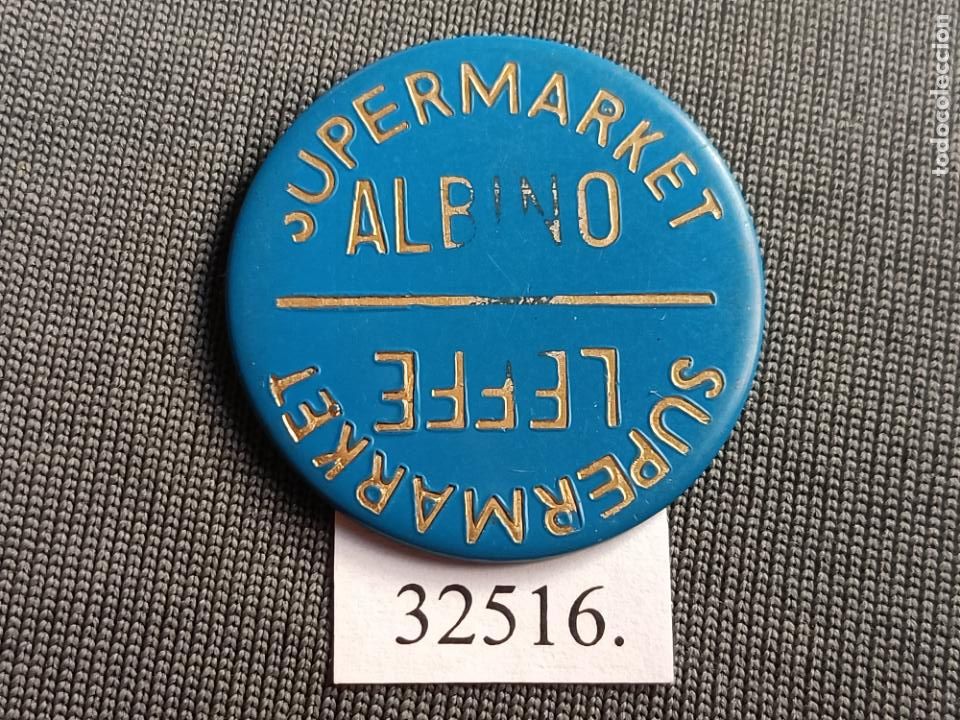 SUPERMARKET
ALBINO
LEFFE
SUPERMARKET
32516.
todocoleccion